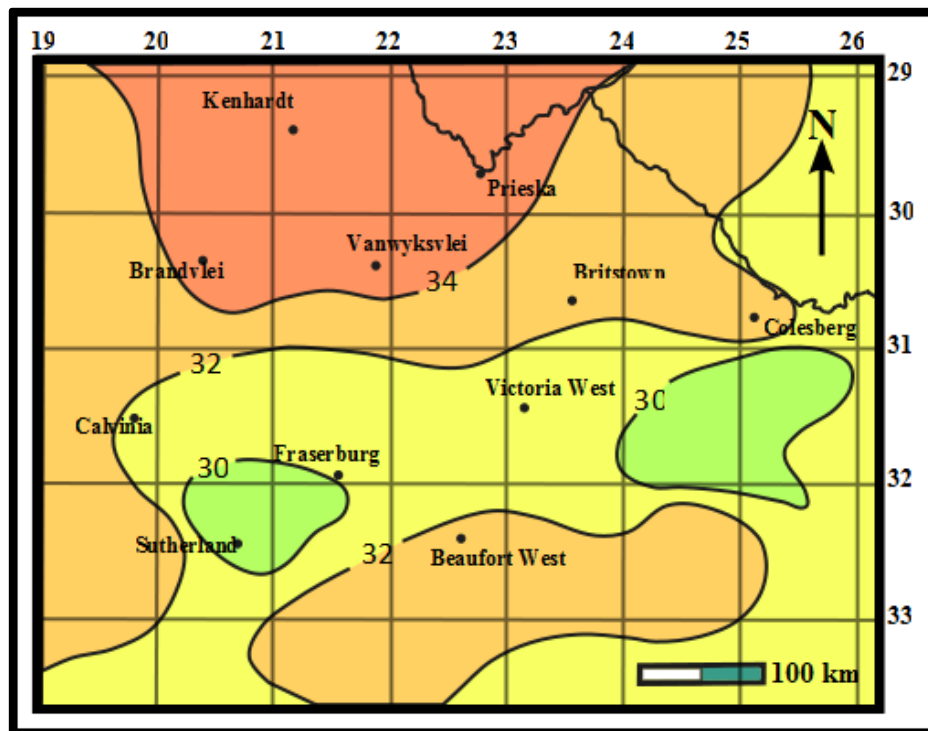 19 20 21 22 23 24 25 26
29
Kenhardt
N
Prieska
30
Vanwyksvlei
Brandvlei
34
Britstown
Colesberg
31
32
Victoria West
30
Calvinia
Fraserburg
30
32
Sutherland
32
Beaufort West
33
100 km